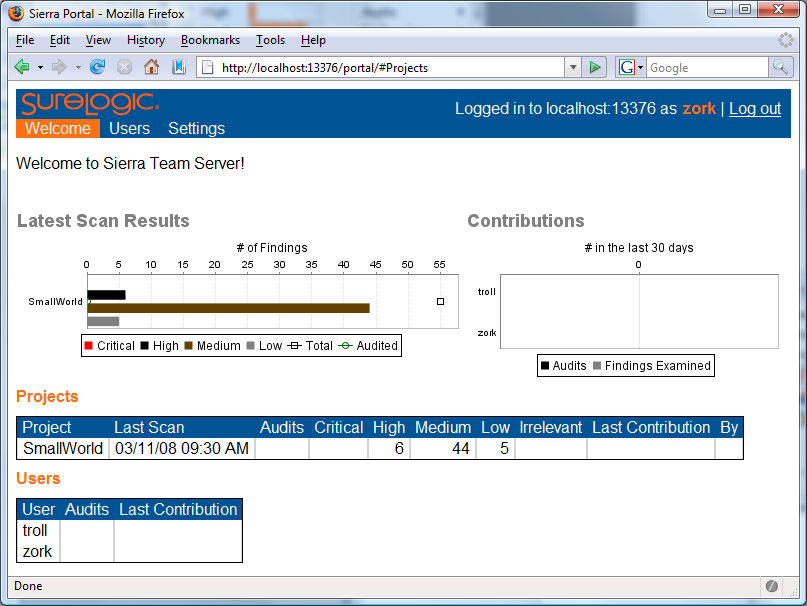 Sierra Portal - Mozilla Firefox
File Edit View History Bookmarks Tools Help
http://localhost:13376/portal/#Projects
G Google
SURELOGIC.
Logged in to localhost:13376 as zork | Log out
Welcome Users Settings
Welcome to Sierra Team Server!
Latest Scan Results
# of Findings
0 5 10 15 20 25 30 35 40 45 50 55
SmallWorld
Critical High Medium Low Total Audited
Contributions
# in the last 30 days
0
troll
zork
Audits Findings Examined
Projects
Project Last Scan Audits Critical High Medium Low Irrelevant Last Contribution By
SmallWorld 03/11/08 09:30 AM 6 44 5
Users
User Audits Last Contribution
troll
zork
Done